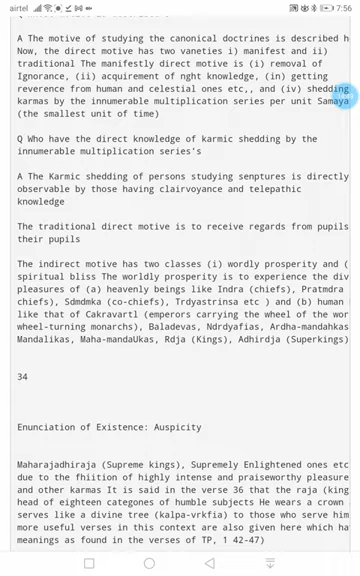 airtel
7:56
A The motive of studying the canonical doctrines is described h
Now, the direct motive has two vaneties i) manifest and ii)
traditional The manifestly direct motive is (i) removal of
Ignorance, (ii) acquirement of nght knowledge, (in) getting
reverence from human and celestial ones etc,, and (iv) shedding
karmas by the innumerable multiplication series per unit Samaya
(the smallest unit of time)
Q Who have the direct knowledge of karmic shedding by the
innumerable multiplication series's
A The Karmic shedding of persons studying senptures is directly
observable by those having clairvoyance and telepathic
knowledge
The traditional direct motive is to receive regards from pupils
their pupils
The indirect motive has two classes (i) wordly prosperity and (
spiritual bliss The worldly prosperity is to experience the div
pleasures of (a) heavenly beings like Indra (chiefs), Pratmdra
chiefs), Sdmdmka (co-chiefs), Trdyastrinsa etc ) and (b) human
like that of Cakravartl (emperors carrying the wheel of the wor
wheel-turning monarchs), Baladevas, Ndrdyafias, Ardha-mandahkas
Mandalikas, Maha-mandaUkas, Rdja (Kings), Adhirdja (Superkings)
34
Enunciation of Existence: Auspicity
Maharajadhiraja (Supreme kings), Supremely Enlightened ones etc
due to the fhiition of highly intense and praiseworthy pleasure
and other karmas It is said in the verse 36 that the raja (king
head of eighteen categones of humble subjects He wears a crown
serves like a divine tree (kalpa-vrkfia) to those who serve him
more useful verses in this context are also given here which ha
meanings as found in the verses of TP, 1 42-47)